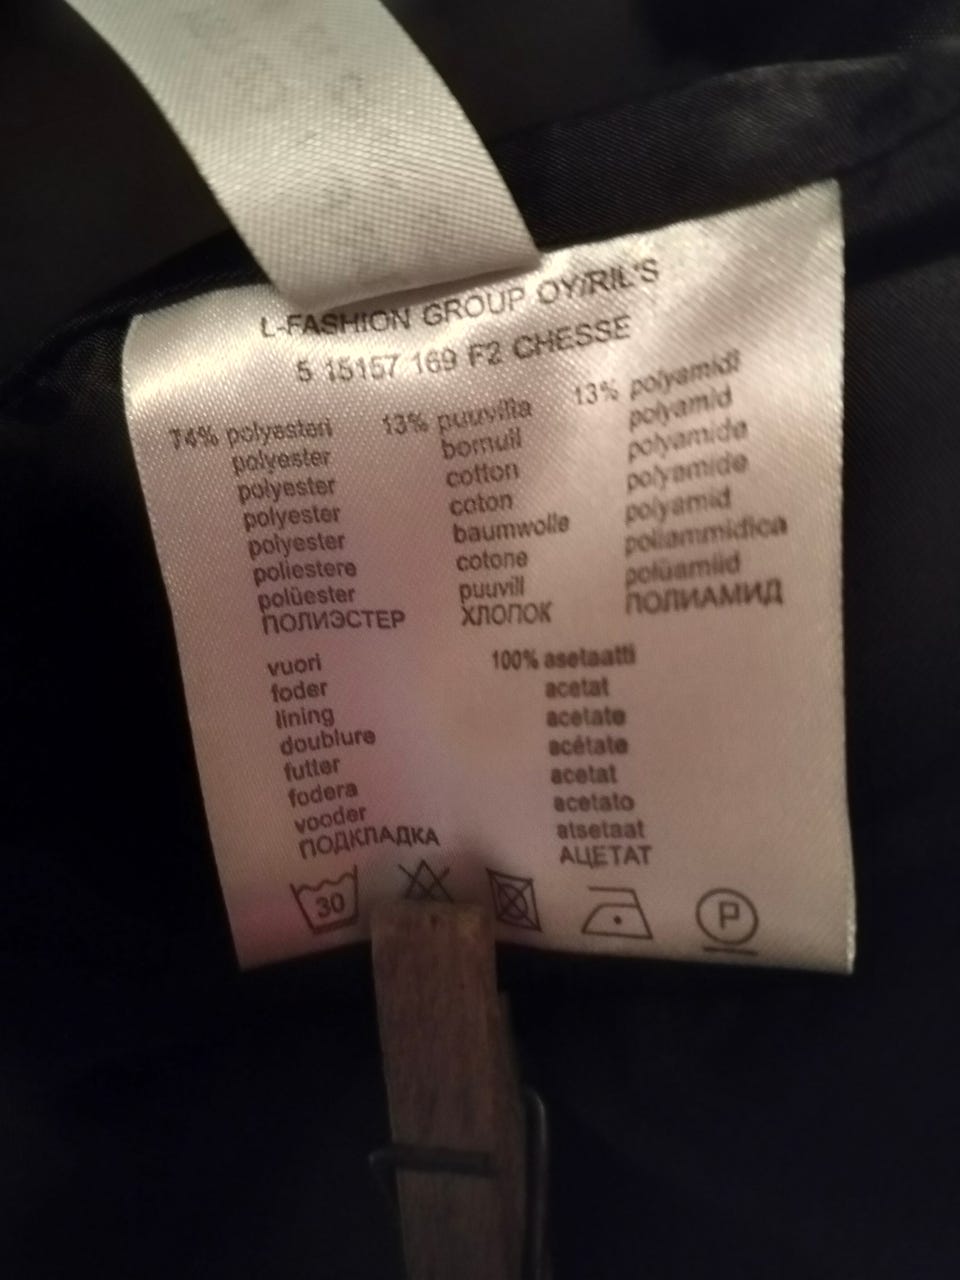 L-FASHION GROUP OY/RIL'S
5 15157 169 F2 CHESSE
74% polyesteri 13% puuvilla 13% polyamidi
polyester bomull polyamid
polyester cotton polyamide
polyester coton polyamide
polyester baumwolle polyamid
poliestere cotone poliammidica
polüester puuvill polüamiid
ПОЛИЭСТЕР ХЛОПОК ПОЛИАМИД
vuori 100% asetaatti
foder acetat
lining acetate
doublure acétate
futter acetat
fodera acetato
vooder atsetaat
ПОДКЛАДКА АЦЕТАТ
30 P